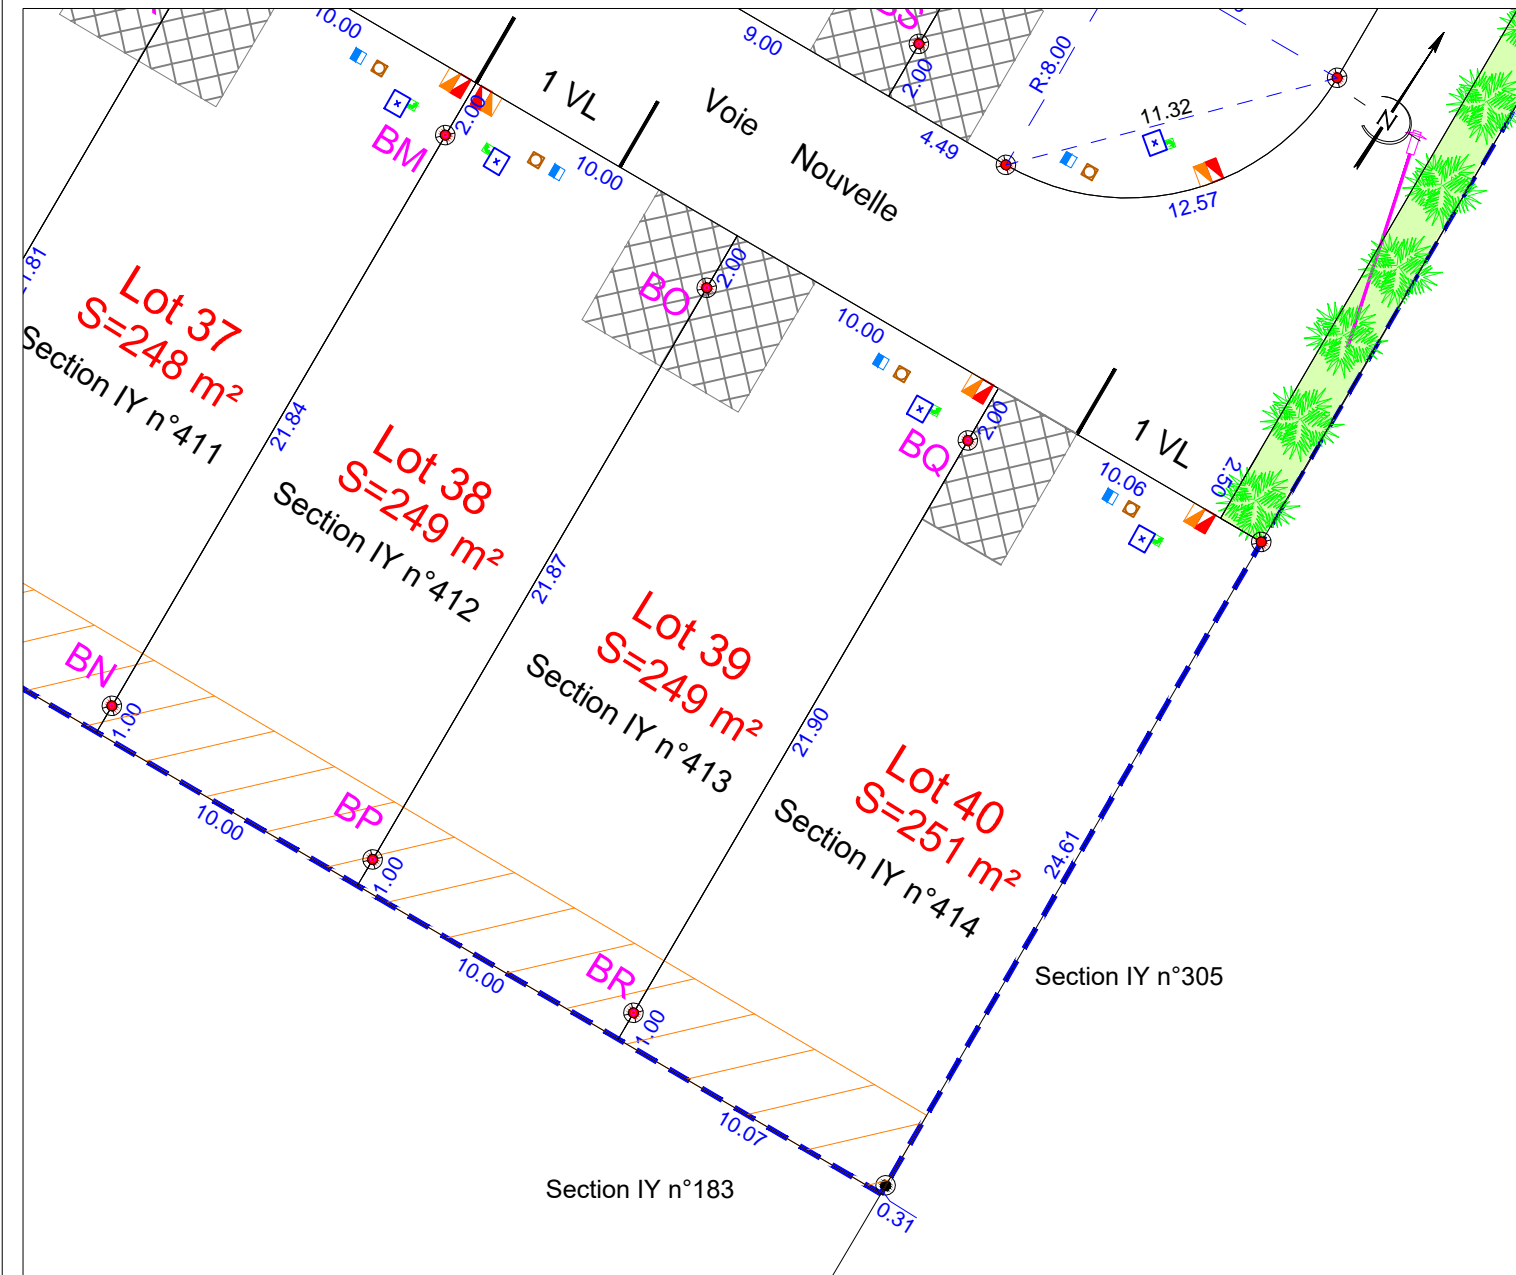 10.00
9.00
BS
2.00
R:8.00
1 VL
Voie
Nouvelle
11.32
N
4.49
12.57
2.00
BM
10.00
1.81
Lot 37
S=248 m²
Section IY n°411
21.84
BO
2.00
10.00
Lot 38
S=249 m²
Section IY n°412
21.87
BQ
2.00
1 VL
10.06
2.50
Lot 39
S=249 m²
Section IY n°413
21.90
Lot 40
S=251 m²
Section IY n°414
24.61
BN
1.00
10.00
BP
1.00
10.00
BR
1.00
10.07
0.31
Section IY n°305
Section IY n°183